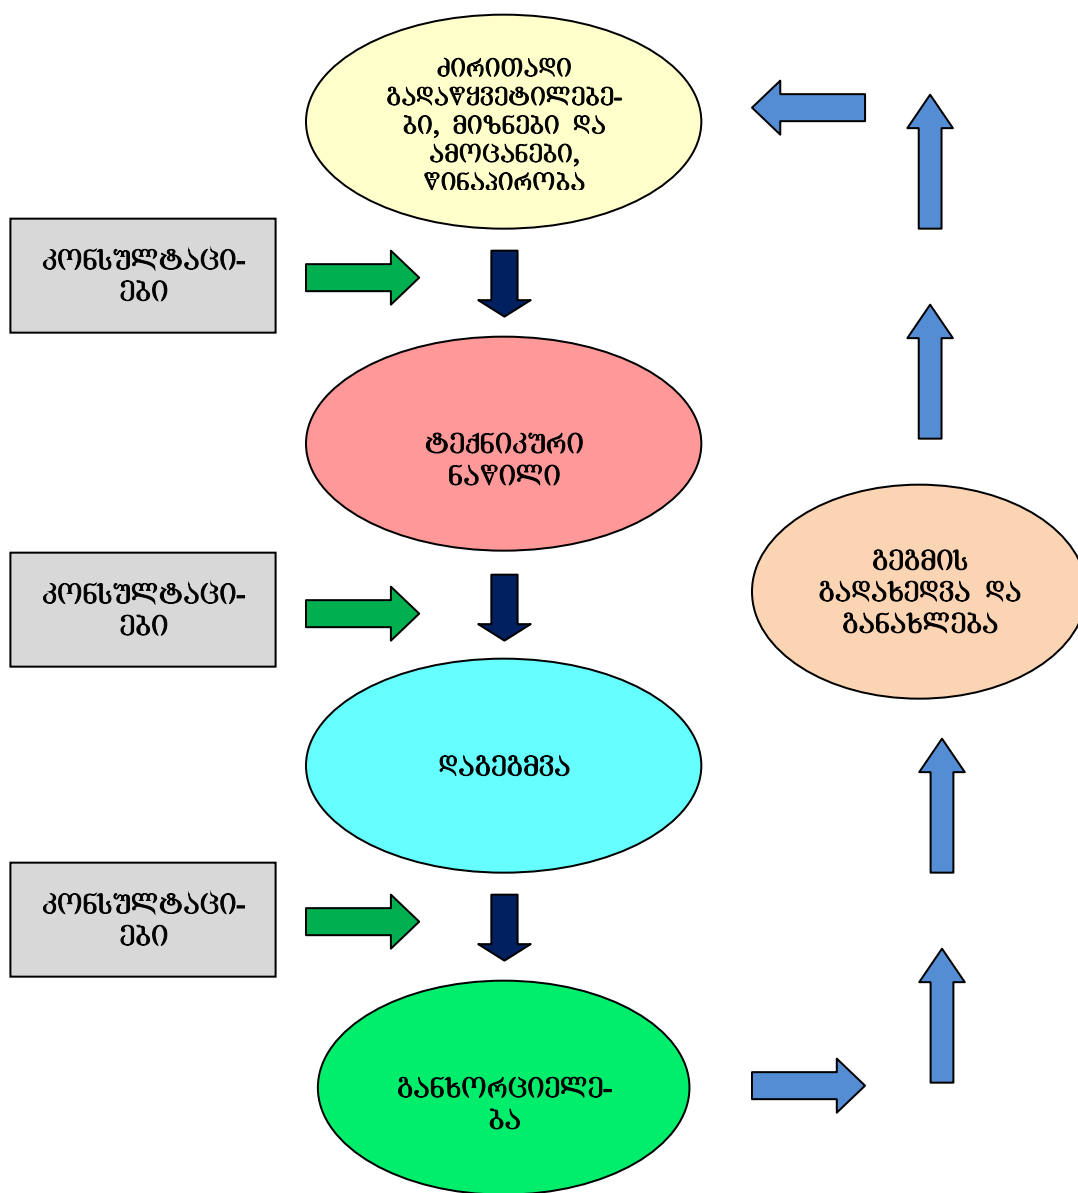 ძირითადი
გადაწყვეტილებე-
ბი, მიზნები და
ამოცანები,
წინაპირობა
კონსულტაცი-
ები
ტექნიკური
ნაწილი
კონსულტაცი-
ები
გეგმის
გადახედვა და
განახლება
დაგეგმვა
კონსულტაცი-
ები
განხორციელე-
ბა